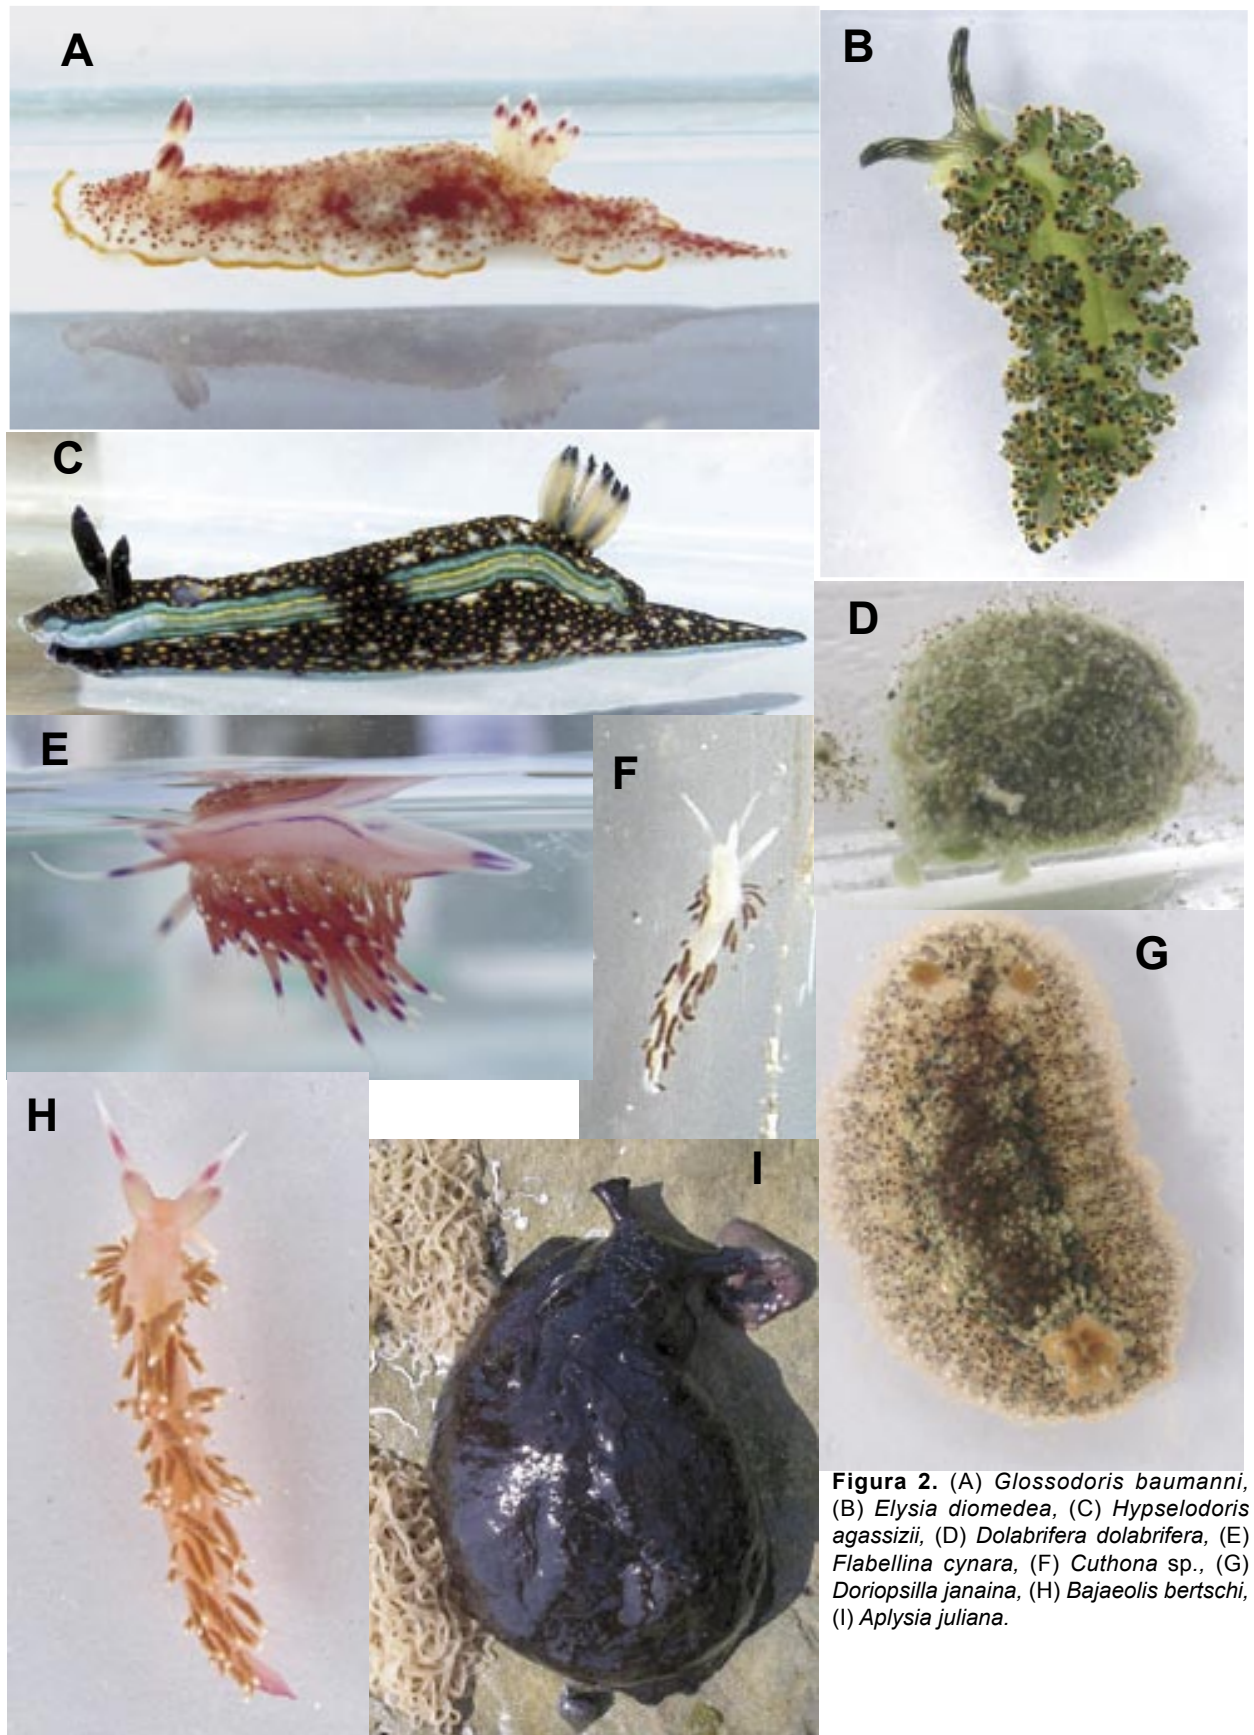 A
B
C
D
E
F
G
H
I
Figura 2. (A) Glossodoris baumanni,
(B) Elysia diomedea, (C) Hypselodoris
agassizii, (D) Dolabrifera dolabrifera, (E)
Flabellina cynara, (F) Cuthona sp., (G)
Doriopsilla janaina, (H) Bajaeolis bertschi,
(I) Aplysia juliana.